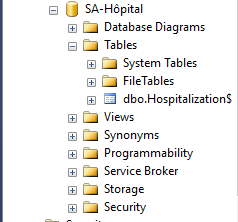 SA-Hôpital
Database Diagrams
Tables
System Tables
FileTables
dbo.Hospitalization$
Views
Synonyms
Programmability
Service Broker
Storage
Security